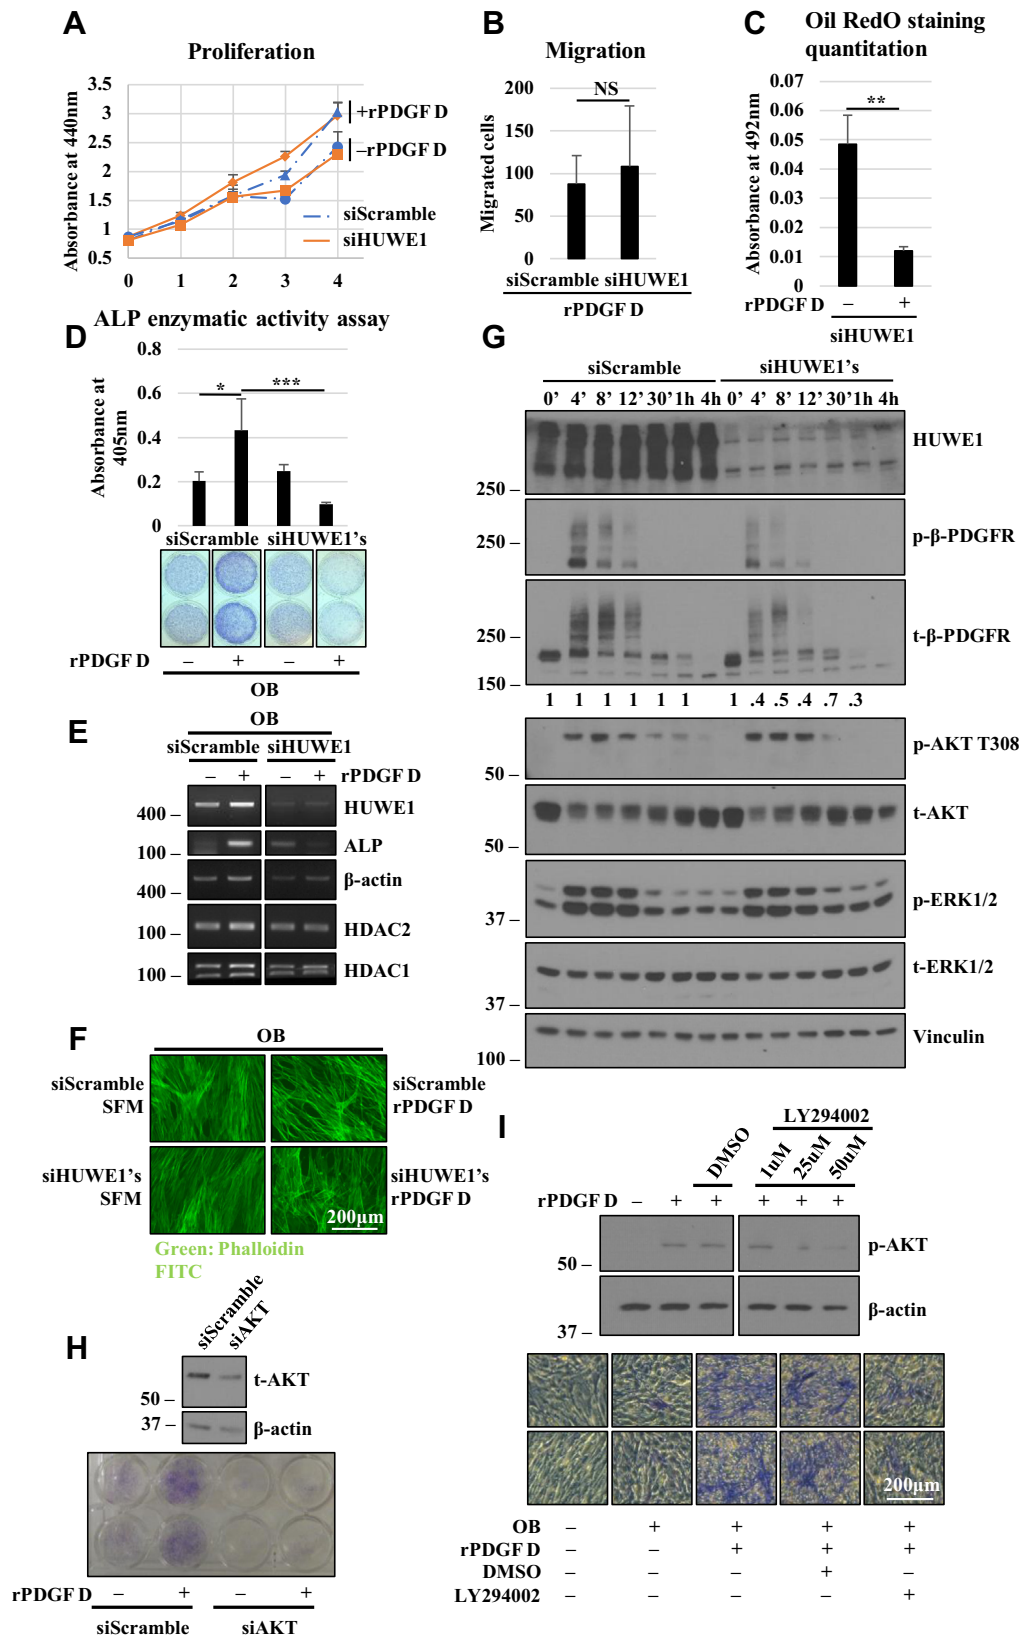 A
Proliferation
Absorbance at 440nm
3.5
3
2.5
2
1.5
1
0.5
0 1 2 3 4
+rPDGF D
–rPDGF D
siScramble
siHUWE1
B
Migration
Migrated cells
200
150
100
50
0
NS
siScramble siHUWE1
rPDGF D
C
Oil RedO staining
quantitation
Absorbance at 492nm
0.07
0.06
0.05
0.04
0.03
0.02
0.01
0
**
rPDGF D – +
siHUWE1
D
ALP enzymatic activity assay
Absorbance at
405nm
0.8
0.6
0.4
0.2
0
* ***
siScramble siHUWE1's
rPDGF D – + – +
OB
E
OB
siScramble siHUWE1
– + – + rPDGF D
400 – HUWE1
100 – ALP
400 – β-actin
100 – HDAC2
100 – HDAC1
F
OB
siScramble
SFM
siScramble
rPDGF D
siHUWE1's
SFM
siHUWE1's
rPDGF D
200μm
Green: Phalloidin
FITC
G
siScramble siHUWE1's
0’ 4’ 8’ 12’ 30’ 1h 4h 0’ 4’ 8’ 12’ 30’ 1h 4h
HUWE1
250 –
p-β-PDGFR
250 –
t-β-PDGFR
250 –
150 –
1 1 1 1 1 1 1 .4 .5 .4 .7 .3
p-AKT T308
50 –
t-AKT
50 –
p-ERK1/2
37 –
t-ERK1/2
37 –
Vinculin
100 –
H
siScramble
siAKT
t-AKT
50 –
37 –
β-actin
rPDGF D – + – +
siScramble siAKT
I
LY294002
DMSO
1uM
25uM
50uM
rPDGF D – + + + + +
p-AKT
50 –
β-actin
37 –
200μm
OB – + + + +
rPDGF D – – + + +
DMSO – – – + –
LY294002 – – – – +